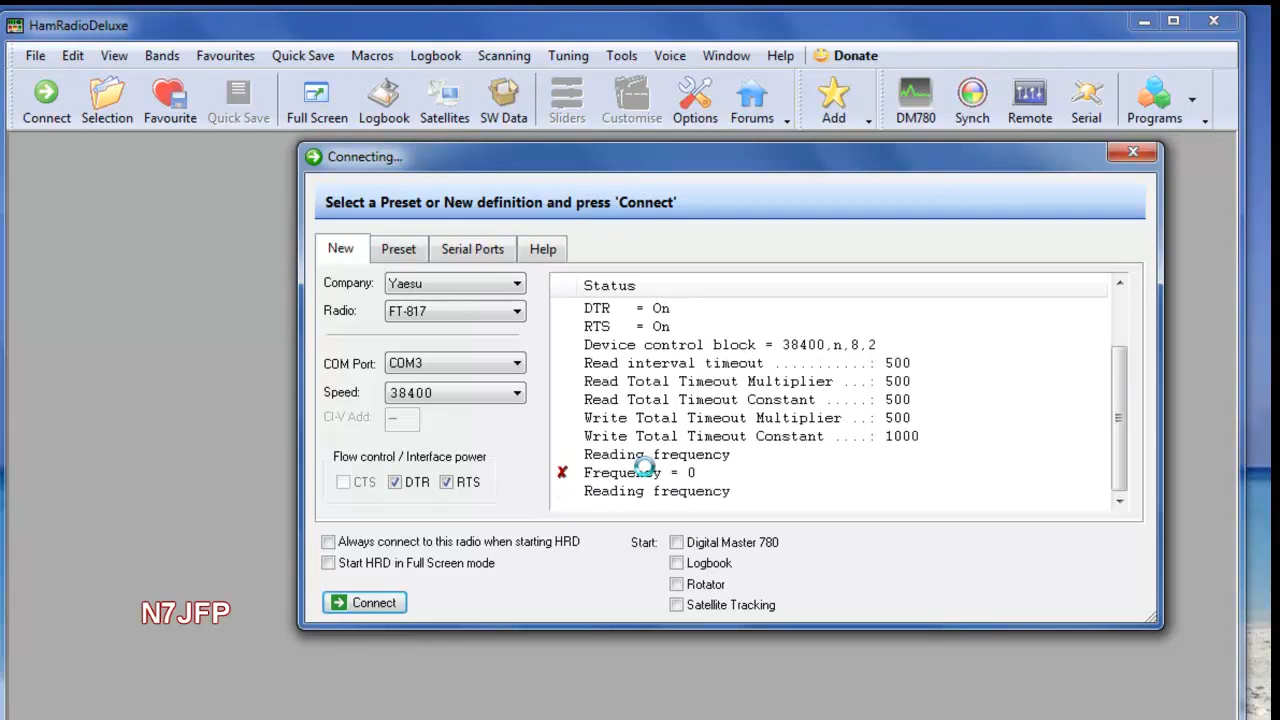 HamRadioDeluxe
File Edit View Bands Favourites Quick Save Macros Logbook Scanning Tuning Tools Voice Window Help Donate
Connect Selection Favourite Quick Save Full Screen Logbook Satellites SW Data Sliders Customise Options Forums Add DM780 Synch Remote Serial Programs
Connecting...
Select a Preset or New definition and press 'Connect'
New Preset Serial Ports Help
Company: Yaesu
Radio: FT-817
COM Port: COM3
Speed: 38400
CI-V Add: --
Flow control / Interface power
CTS DTR RTS
Status
DTR = On
RTS = On
Device control block = 38400,n,8,2
Read interval timeout ...........: 500
Read Total Timeout Multiplier ...: 500
Read Total Timeout Constant .....: 500
Write Total Timeout Multiplier ..: 500
Write Total Timeout Constant ....: 1000
Reading frequency
Frequency = 0
Reading frequency
Always connect to this radio when starting HRD
Start HRD in Full Screen mode
Start: Digital Master 780
Logbook
Rotator
Satellite Tracking
Connect
N7JFP